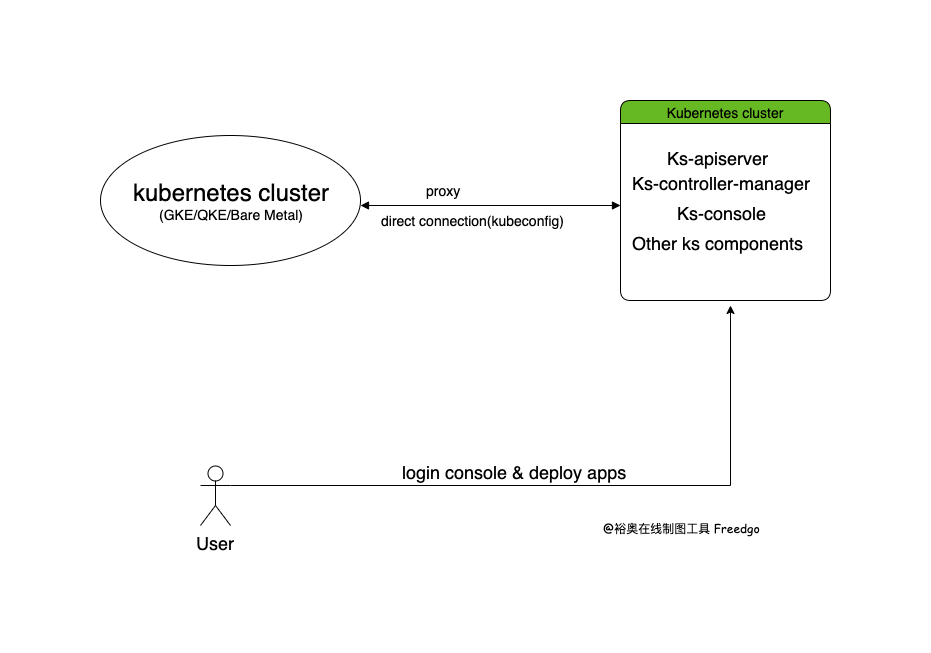 Kubernetes cluster
Ks-apiserver
Ks-controller-manager
Ks-console
Other ks components
kubernetes cluster
(GKE/QKE/Bare Metal)
proxy
direct connection(kubeconfig)
login console & deploy apps
User
@裕奥在线制图工具 Freedgo